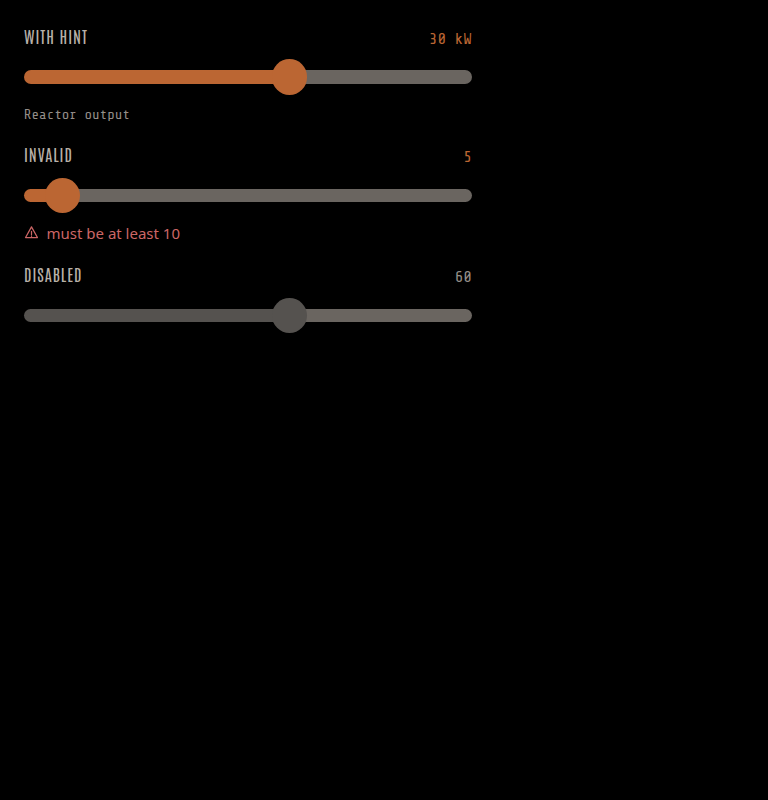 WITH HINT 30 kW
Reactor output
INVALID 5
must be at least 10
DISABLED 60